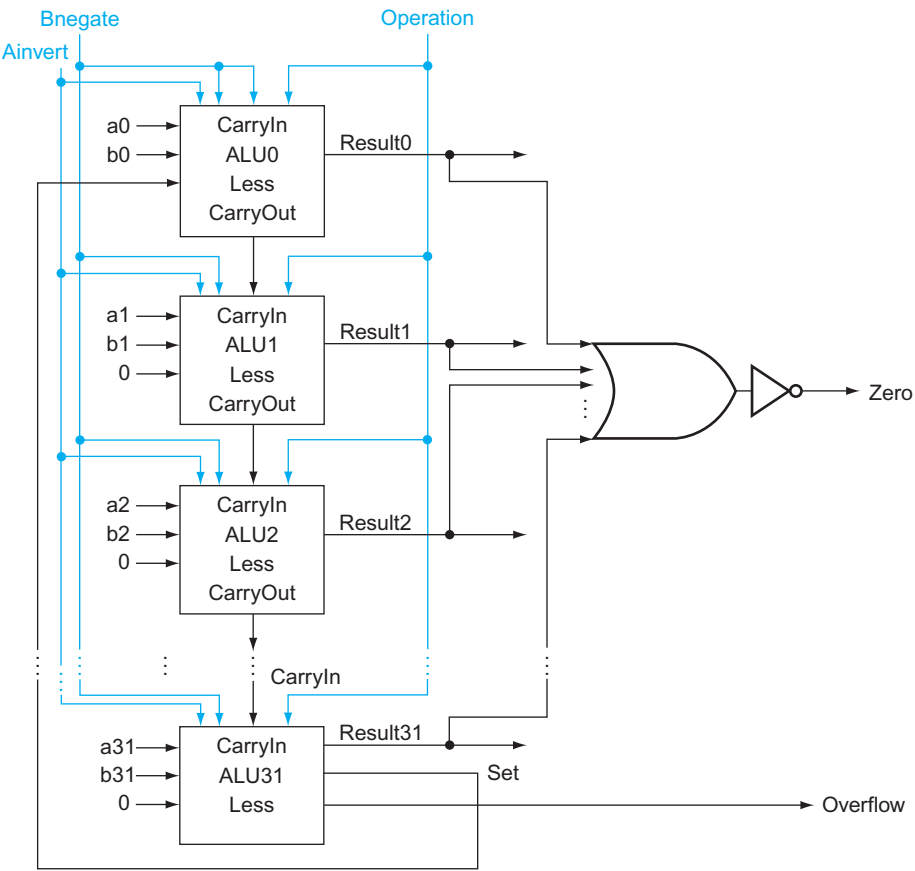 Bnegate
Operation
Ainvert
a0
b0
CarryIn
ALU0
Less
CarryOut
Result0
a1
b1
0
CarryIn
ALU1
Less
CarryOut
Result1
Zero
a2
b2
0
CarryIn
ALU2
Less
CarryOut
Result2
CarryIn
a31
b31
0
CarryIn
ALU31
Less
Result31
Set
Overflow